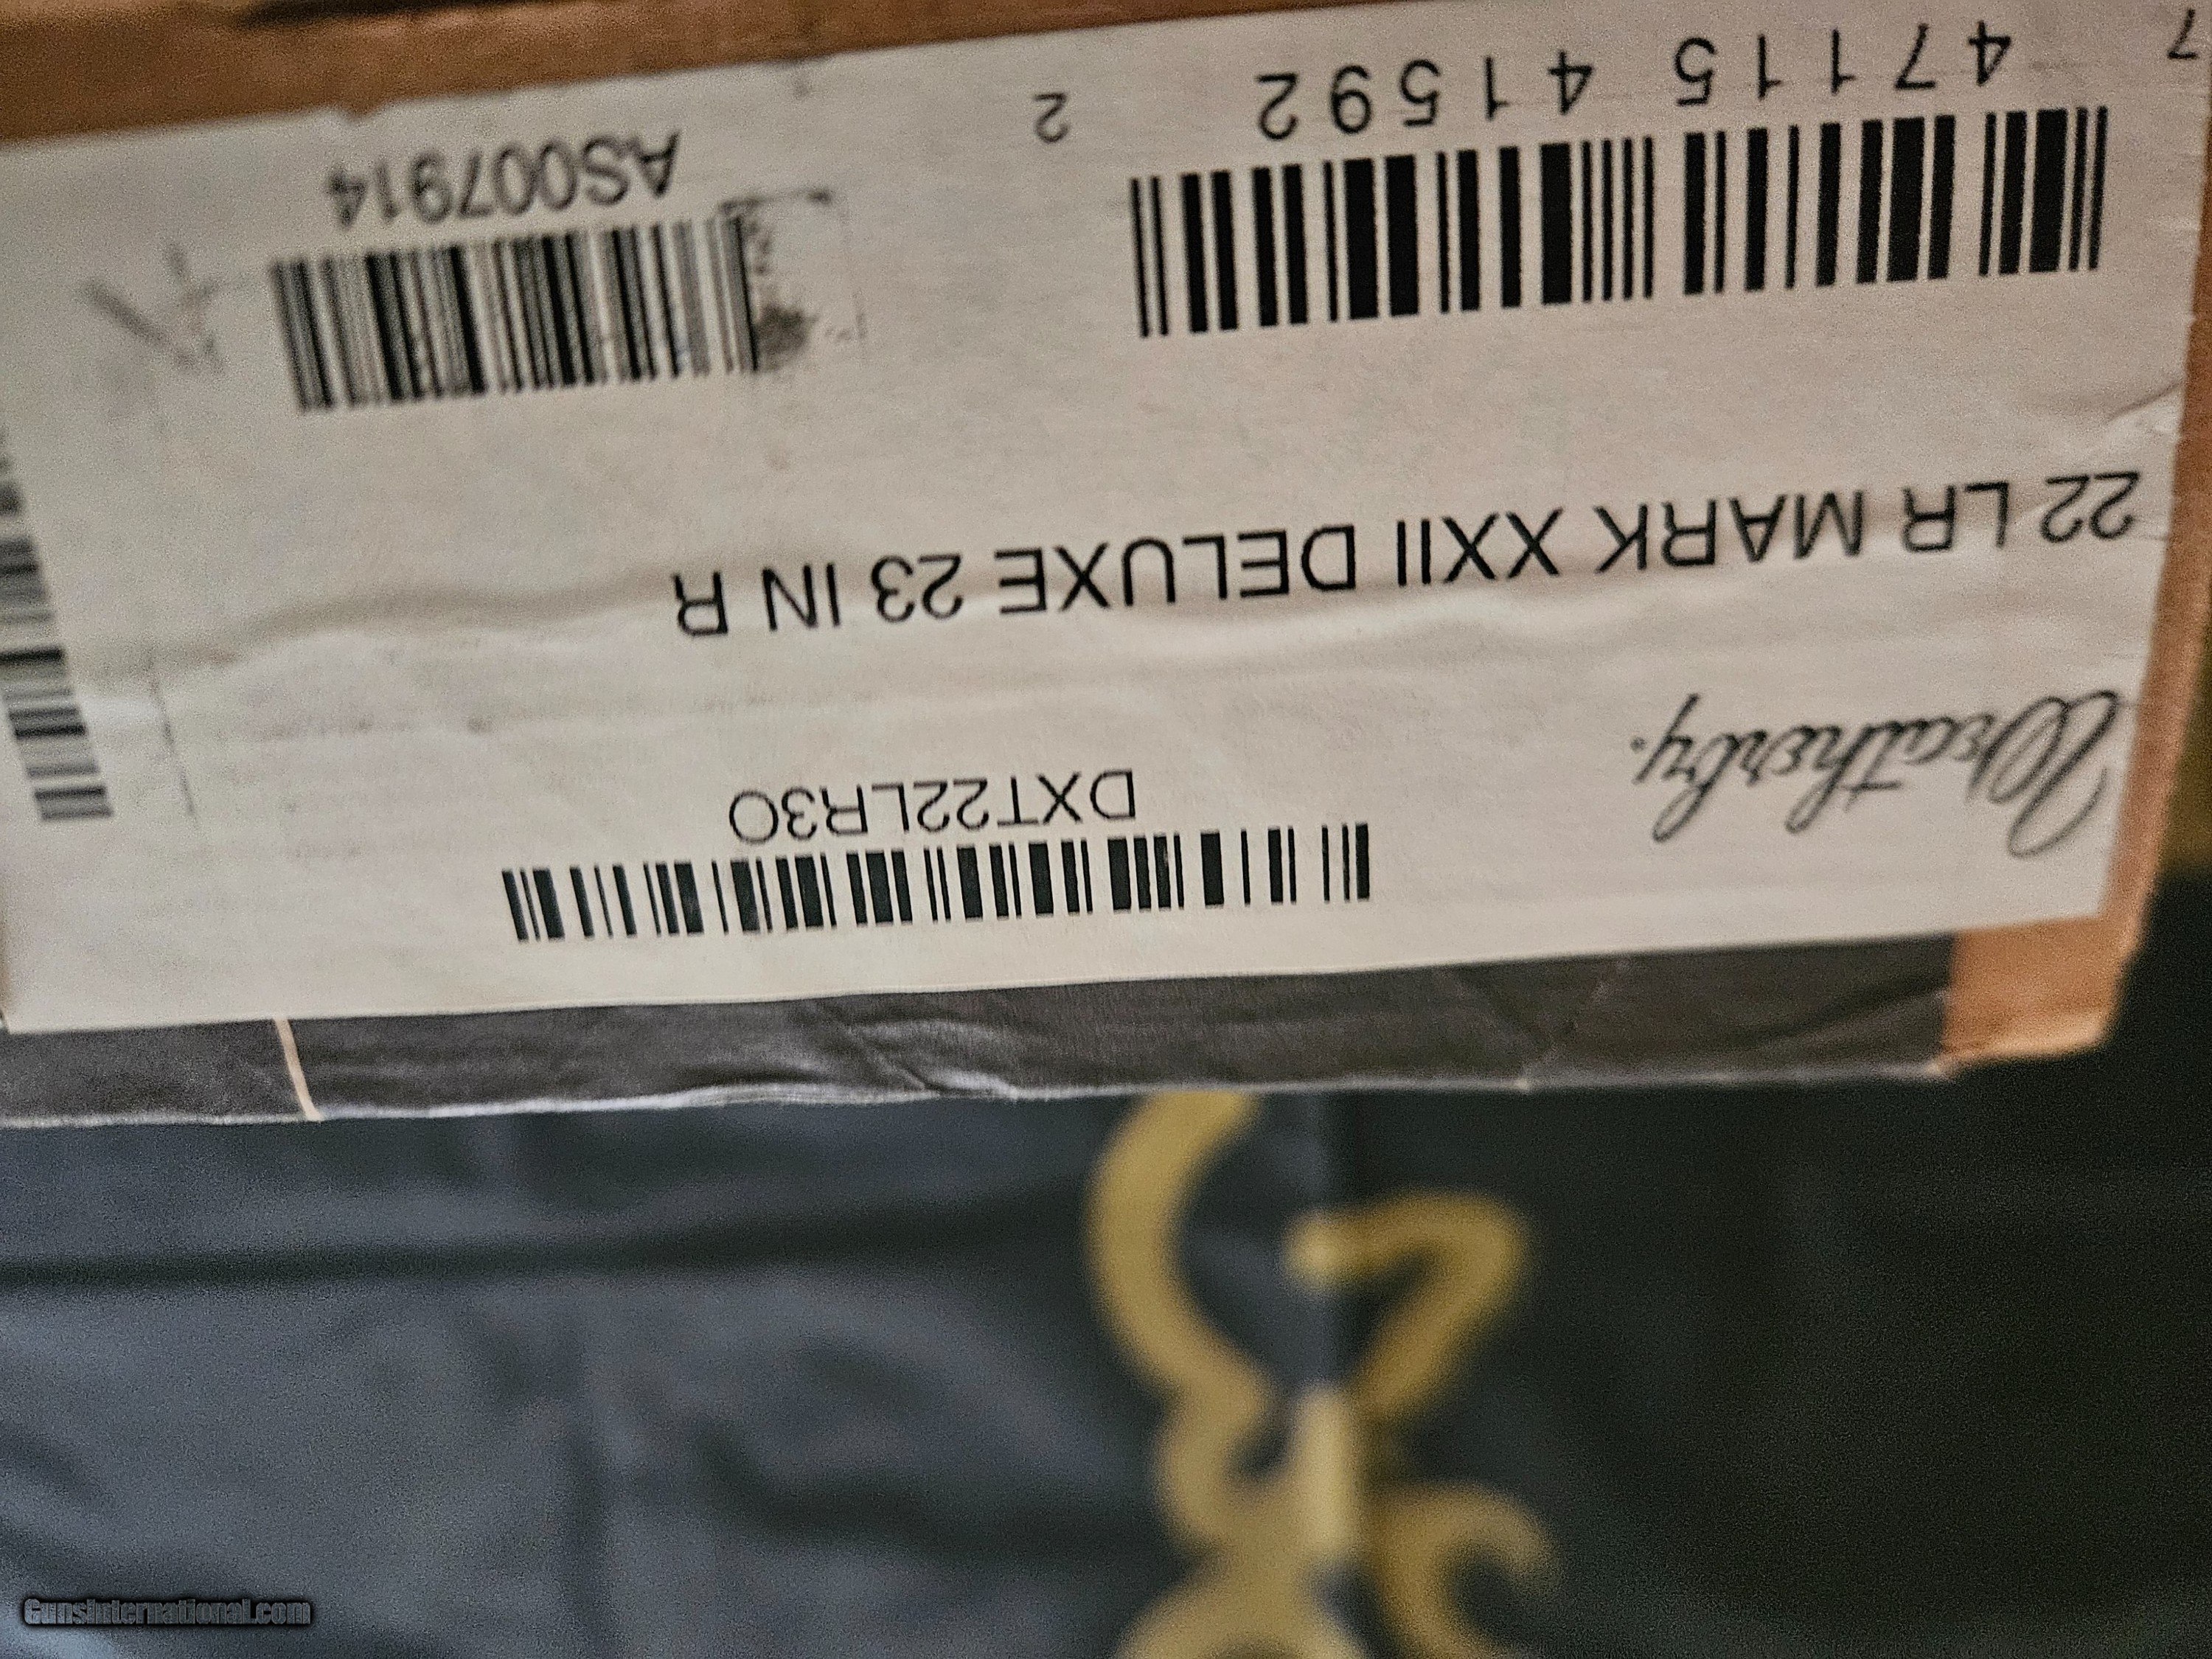 DXT22LR3O
Weatherby®
22 LR MARK XXII DELUXE 23 IN R
7 47115 41592 2
AS007914
GunsInternational.com